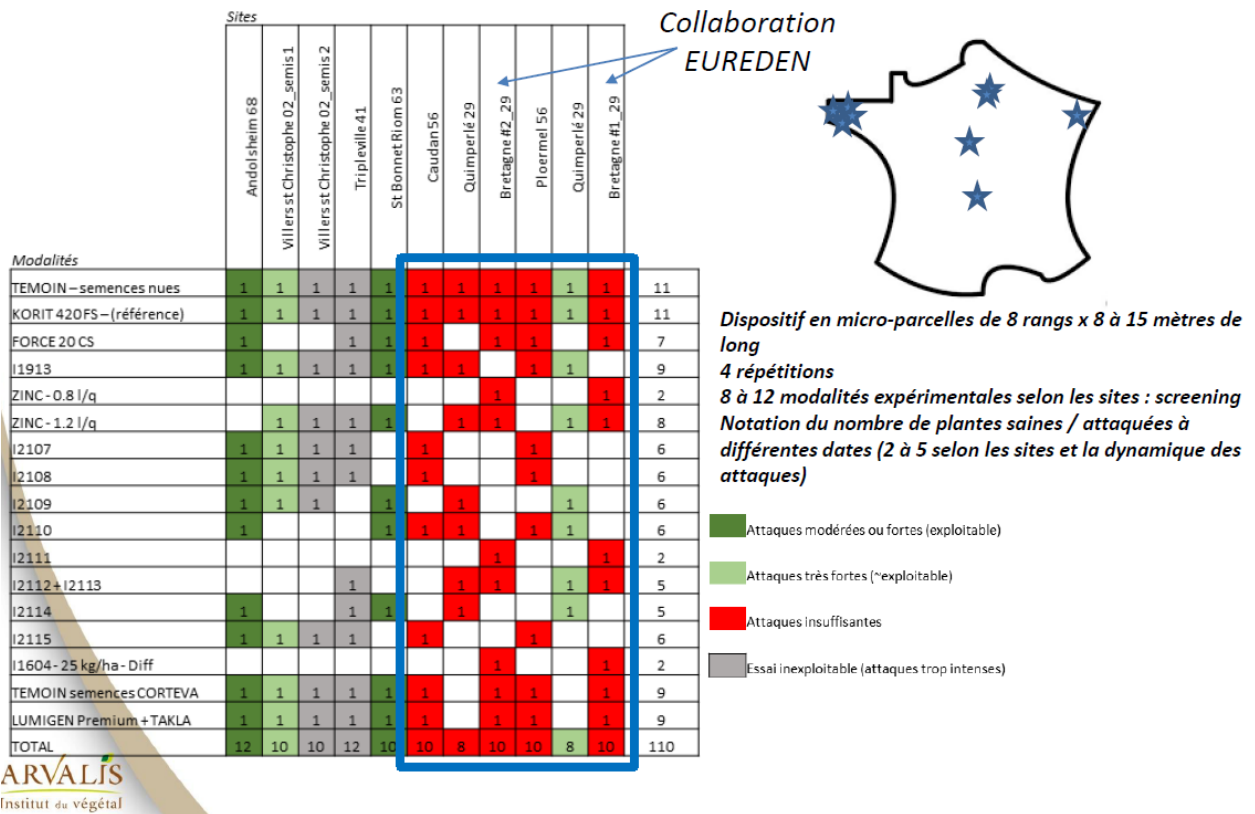 Sites
Collaboration
EUREDEN
Andolsheim 68
Villers st Christophe 02_semis 1
Villers st Christophe 02_semis 2
Tripleville 41
St Bonnet Riom 63
Caudan 56
Quimperlé 29
Bretagne #2_29
Ploermel 56
Quimperlé 29
Bretagne #1_29
Modalités
TEMOIN – semences nues 1 1 1 1 1 1 1 1 1 1 1 11
KORIT 420FS – (référence) 1 1 1 1 1 1 1 1 1 1 1 11
FORCE 20 CS 1 1 1 1 1 1 1 7
I1913 1 1 1 1 1 1 1 1 1 9
ZINC - 0.8 l/q 1 1 2
ZINC - 1.2 l/q 1 1 1 1 1 1 1 1 8
I2107 1 1 1 1 1 1 6
I2108 1 1 1 1 1 1 6
I2109 1 1 1 1 1 1 6
I2110 1 1 1 1 1 1 6
I2111 1 1 2
I2112 + I2113 1 1 1 1 1 5
I2114 1 1 1 1 1 5
I2115 1 1 1 1 1 1 6
I1604 - 25 kg/ha - Diff 1 1 2
TEMOIN semences CORTEVA 1 1 1 1 1 1 1 1 1 9
LUMIGEN Premium + TAKLA 1 1 1 1 1 1 1 1 1 9
TOTAL 12 10 10 12 10 10 8 10 10 8 10 110
Dispositif en micro-parcelles de 8 rangs x 8 à 15 mètres de
long
4 répétitions
8 à 12 modalités expérimentales selon les sites : screening
Notation du nombre de plantes saines / attaquées à
différentes dates (2 à 5 selon les sites et la dynamique des
attaques)
Attaques modérées ou fortes (exploitable)
Attaques très fortes (~exploitable)
Attaques insuffisantes
Essai inexploitable (attaques trop intenses)
ARVALIS
Institut du végétal